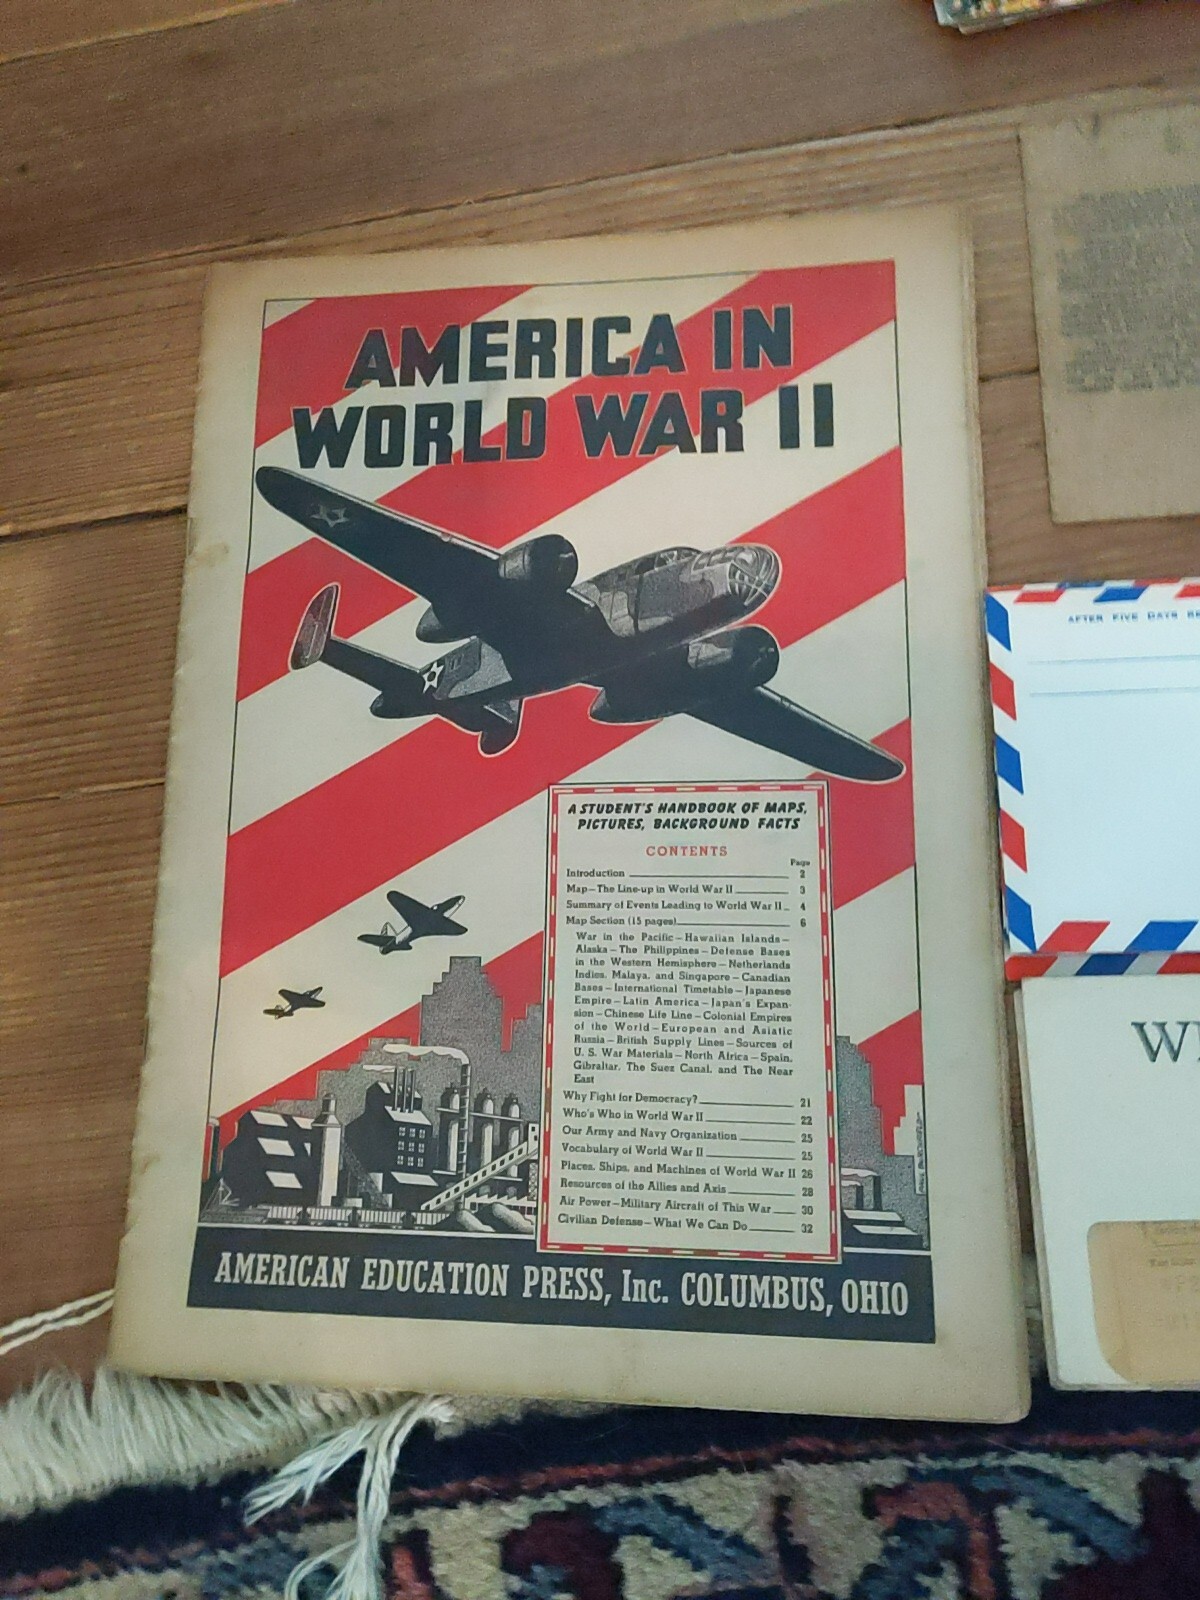 AMERICA IN
WORLD WAR II
A STUDENT'S HANDBOOK OF MAPS,
PICTURES, BACKGROUND FACTS
CONTENTS
Page
Introduction 2
Map—The Line-up in World War II 3
Summary of Events Leading to World War II 4
Map Section (15 pages) 6
War in the Pacific—Hawaiian Islands—
Alaska—The Philippines—Defense Bases
in the Western Hemisphere—Netherlands
Indies, Malaya, and Singapore—Canadian
Bases—International Timetable—Japanese
Empire—Latin America—Japan's Expan-
sion—Chinese Life Line—Colonial Empires
of the World—European and Asiatic
Russia—British Supply Lines—Sources of
U. S. War Materials—North Africa—Spain,
Gibraltar, The Suez Canal, and The Near
East
Why Fight for Democracy? 21
Who's Who in World War II 22
Our Army and Navy Organization 25
Vocabulary of World War II 25
Places, Ships, and Machines of World War II 26
Resources of the Allies and Axis 28
Air Power—Military Aircraft of This War 30
Civilian Defense—What We Can Do 32
AMERICAN EDUCATION PRESS, Inc. COLUMBUS, OHIO
AFTER FIVE DAYS RE